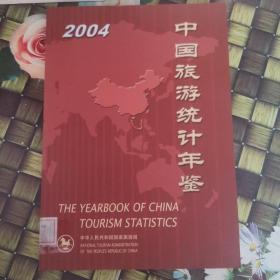 2004
中国旅游统计年鉴
THE YEARBOOK OF CHINA
TOURISM STATISTICS
中华人民共和国国家旅游局
NATIONAL TOURISM ADMINISTRATION
OF THE PEOPLE'S REPUBLIC OF CHINA